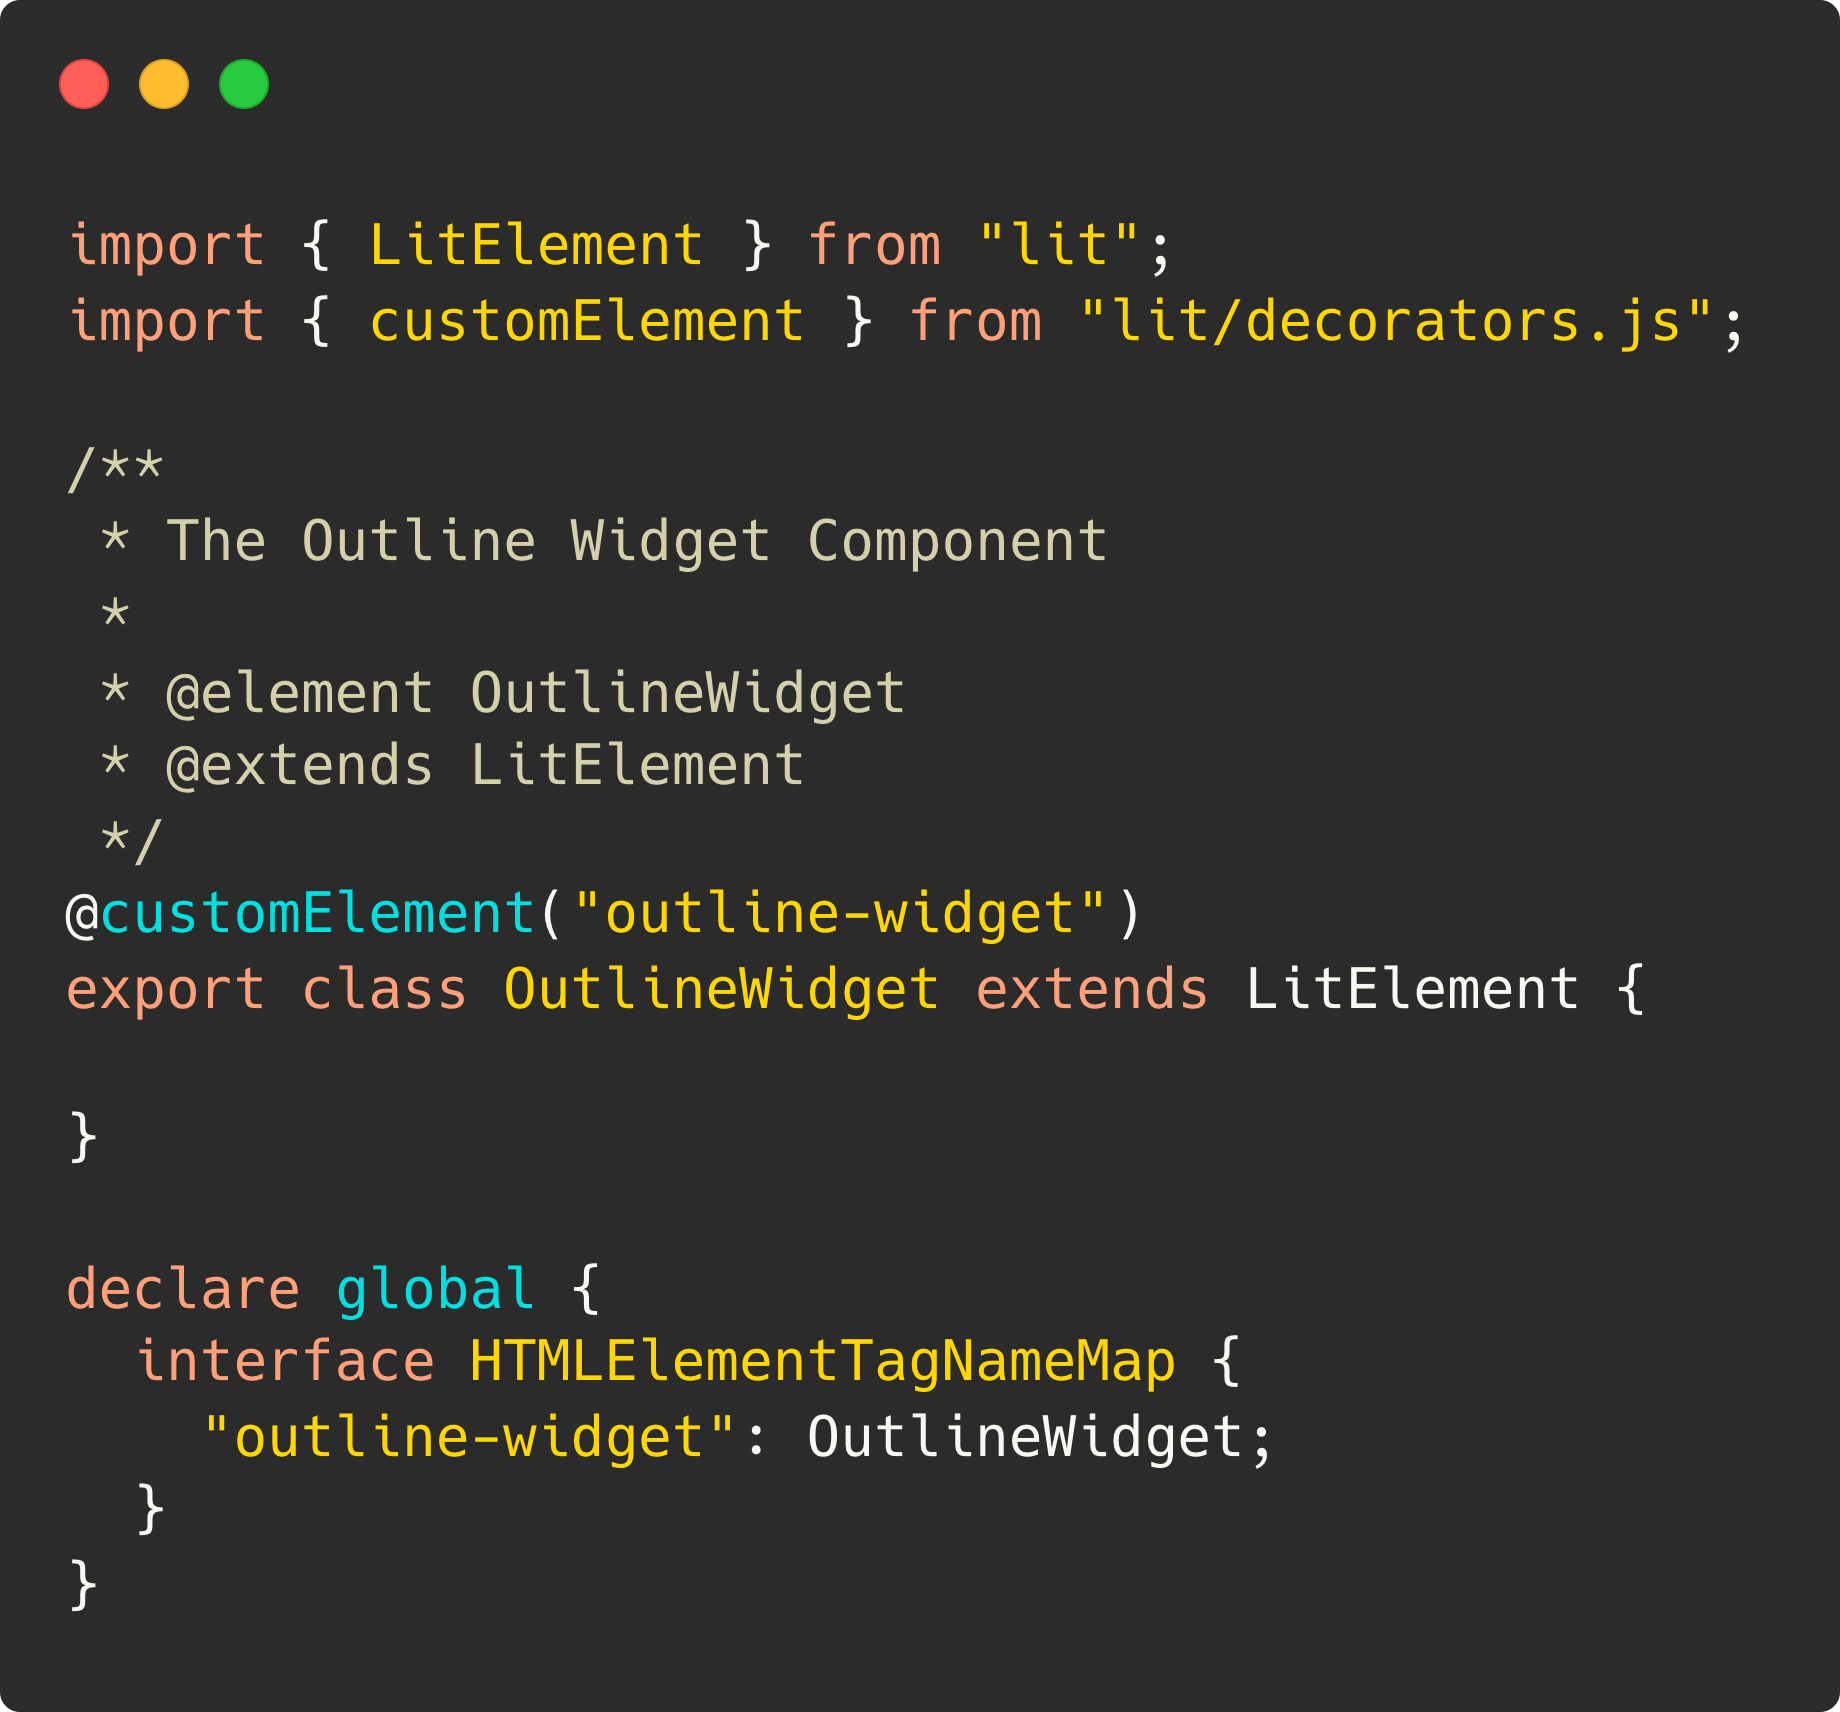 import { LitElement } from "lit";
import { customElement } from "lit/decorators.js";

/**
 * The Outline Widget Component
 *
 * @element OutlineWidget
 * @extends LitElement
 */
@customElement("outline-widget")
export class OutlineWidget extends LitElement {

}

declare global {
  interface HTMLElementTagNameMap {
    "outline-widget": OutlineWidget;
  }
}